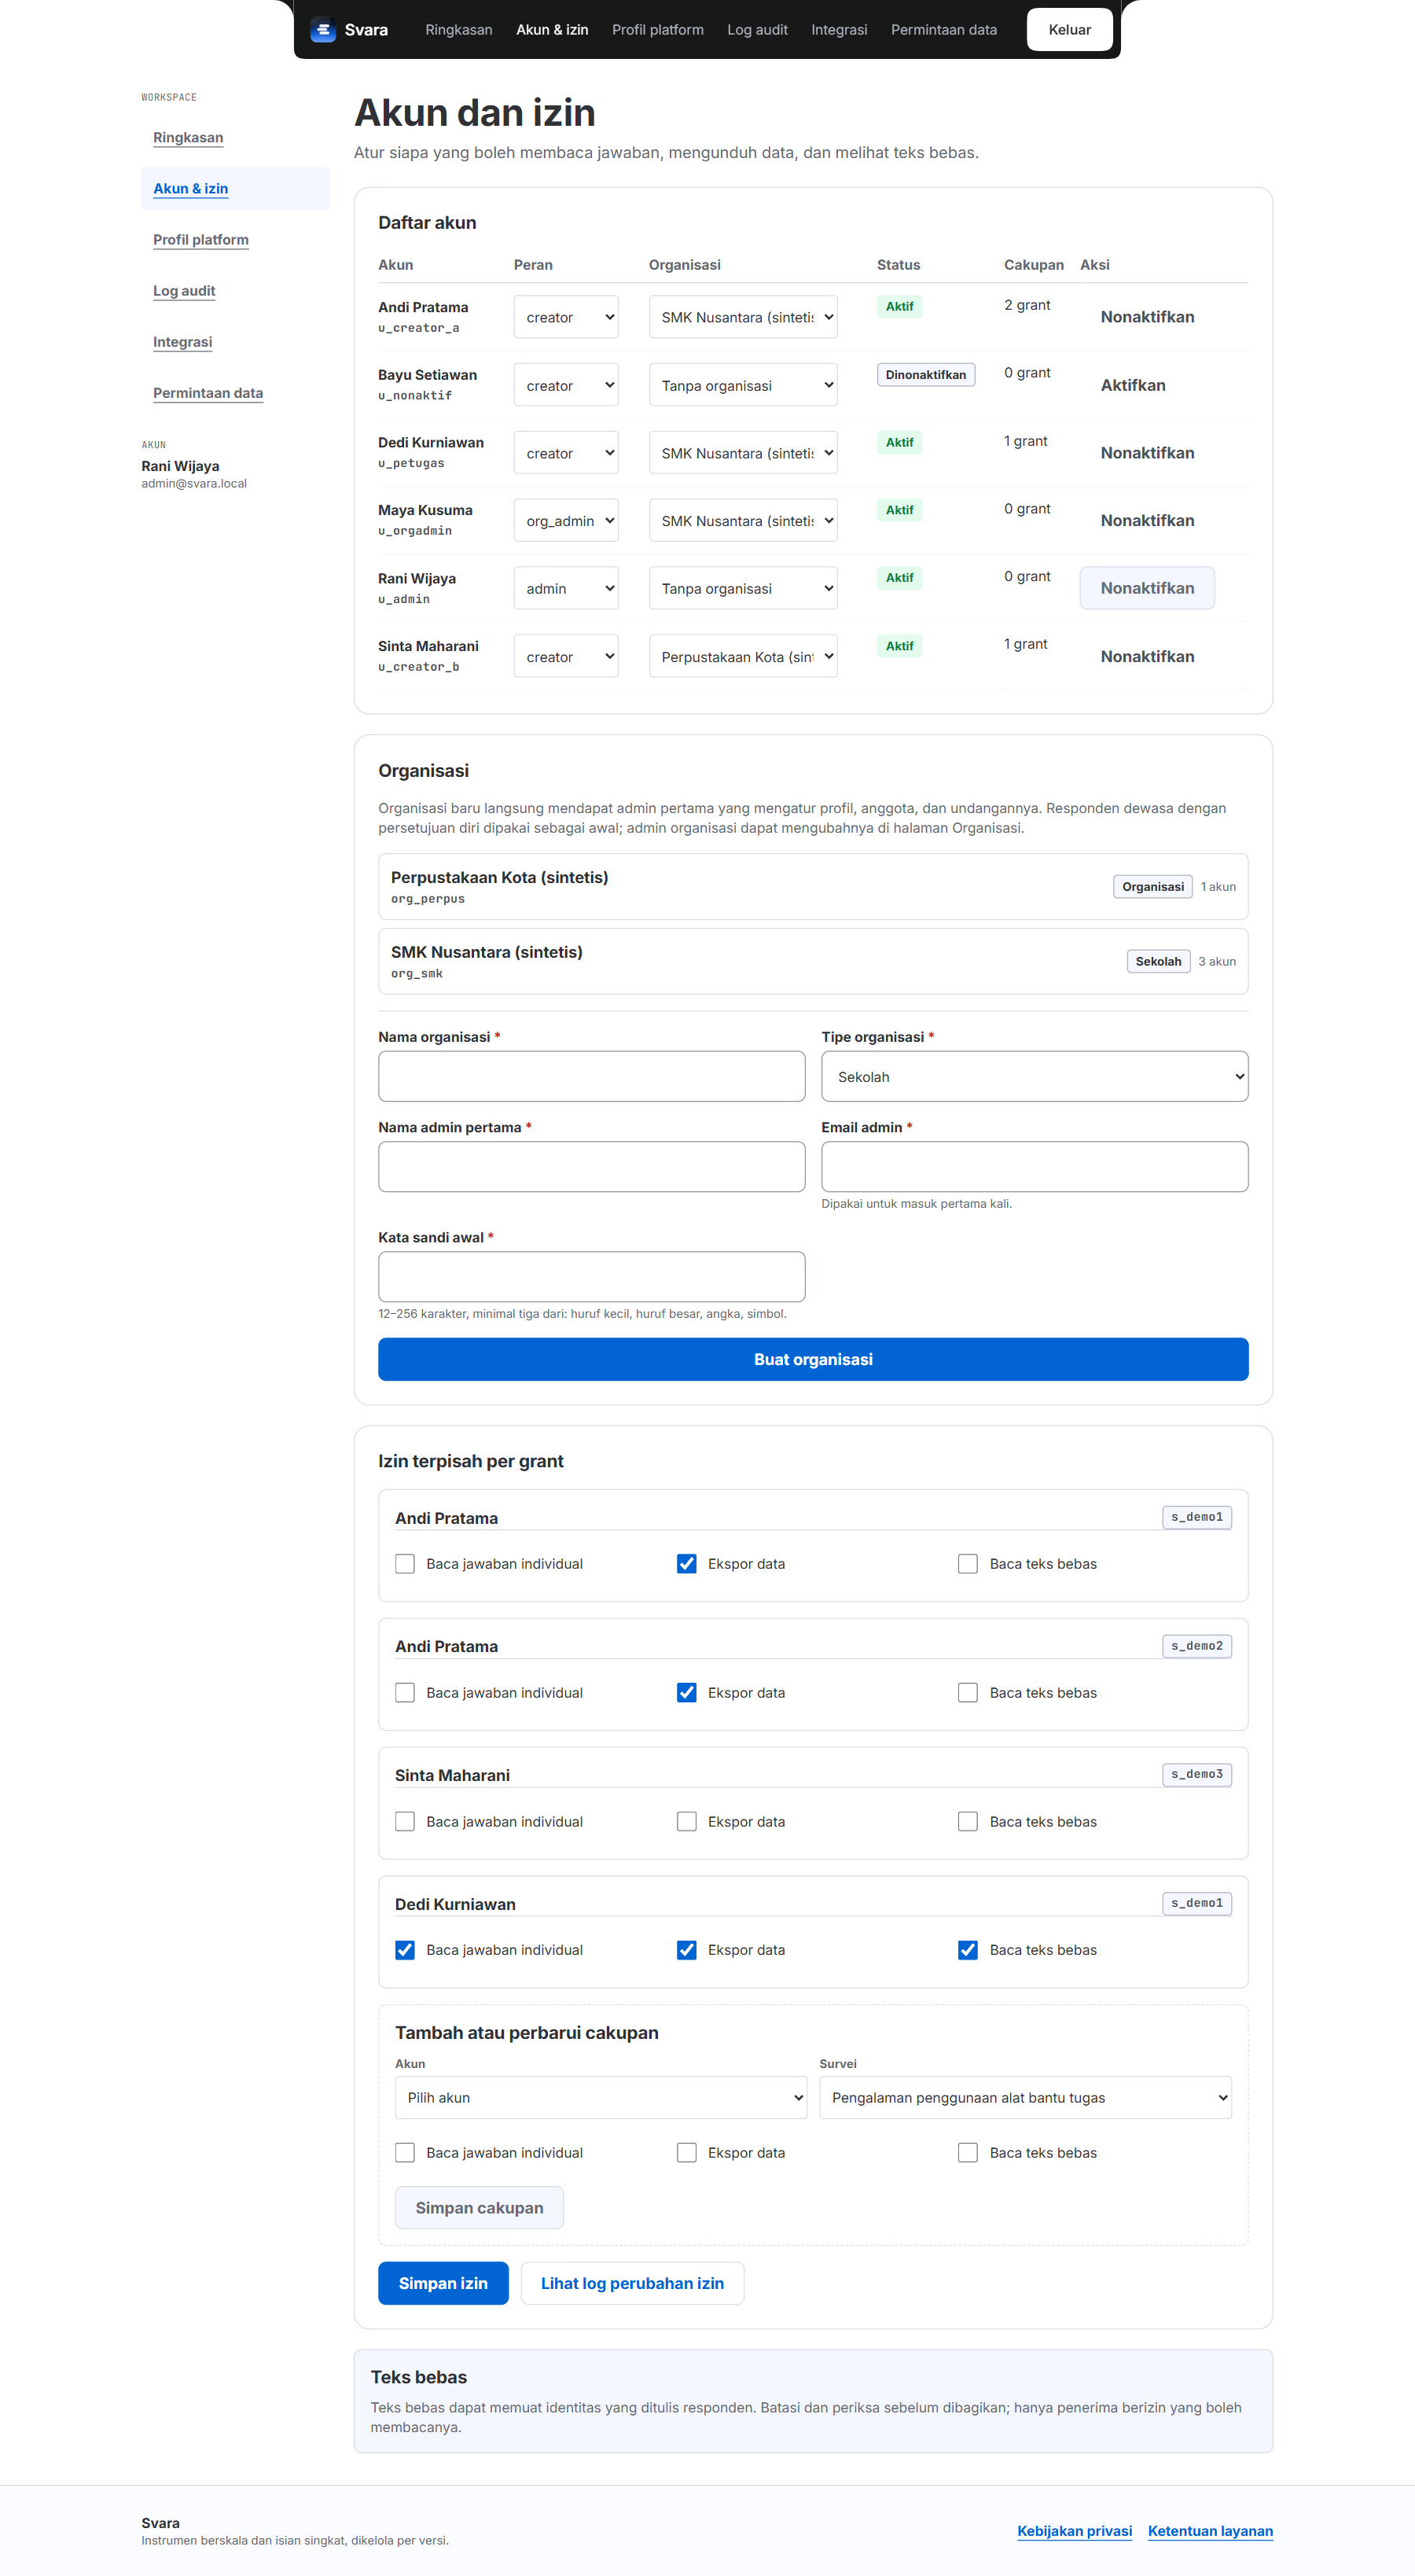 Svara
Ringkasan
Akun & izin
Profil platform
Log audit
Integrasi
Permintaan data
Keluar
WORKSPACE
Ringkasan
Akun & izin
Profil platform
Log audit
Integrasi
Permintaan data
AKUN
Rani Wijaya
admin@svara.local
Akun dan izin
Atur siapa yang boleh membaca jawaban, mengunduh data, dan melihat teks bebas.
Daftar akun
Akun Peran Organisasi Status Cakupan Aksi
Andi Pratama
u_creator_a
creator
SMK Nusantara (sintetis
Aktif
2 grant
Nonaktifkan
Bayu Setiawan
u_nonaktif
creator
Tanpa organisasi
Dinonaktifkan
0 grant
Aktifkan
Dedi Kurniawan
u_petugas
creator
SMK Nusantara (sintetis
Aktif
1 grant
Nonaktifkan
Maya Kusuma
u_orgadmin
org_admin
SMK Nusantara (sintetis
Aktif
0 grant
Nonaktifkan
Rani Wijaya
u_admin
admin
Tanpa organisasi
Aktif
0 grant
Nonaktifkan
Sinta Maharani
u_creator_b
creator
Perpustakaan Kota (sint
Aktif
1 grant
Nonaktifkan
Organisasi
Organisasi baru langsung mendapat admin pertama yang mengatur profil, anggota, dan undangannya. Responden dewasa dengan
persetujuan diri dipakai sebagai awal; admin organisasi dapat mengubahnya di halaman Organisasi.
Perpustakaan Kota (sintetis)
org_perpus
Organisasi
1 akun
SMK Nusantara (sintetis)
org_smk
Sekolah
3 akun
Nama organisasi *
Tipe organisasi *
Sekolah
Nama admin pertama *
Email admin *
Dipakai untuk masuk pertama kali.
Kata sandi awal *
12–256 karakter, minimal tiga dari: huruf kecil, huruf besar, angka, simbol.
Buat organisasi
Izin terpisah per grant
Andi Pratama
s_demo1
Baca jawaban individual
Ekspor data
Baca teks bebas
Andi Pratama
s_demo2
Baca jawaban individual
Ekspor data
Baca teks bebas
Sinta Maharani
s_demo3
Baca jawaban individual
Ekspor data
Baca teks bebas
Dedi Kurniawan
s_demo1
Baca jawaban individual
Ekspor data
Baca teks bebas
Tambah atau perbarui cakupan
Akun
Pilih akun
Survei
Pengalaman penggunaan alat bantu tugas
Baca jawaban individual
Ekspor data
Baca teks bebas
Simpan cakupan
Simpan izin
Lihat log perubahan izin
Teks bebas
Teks bebas dapat memuat identitas yang ditulis responden. Batasi dan periksa sebelum dibagikan; hanya penerima berizin yang boleh
membacanya.
Svara
Instrumen berskala dan isian singkat, dikelola per versi.
Kebijakan privasi
Ketentuan layanan